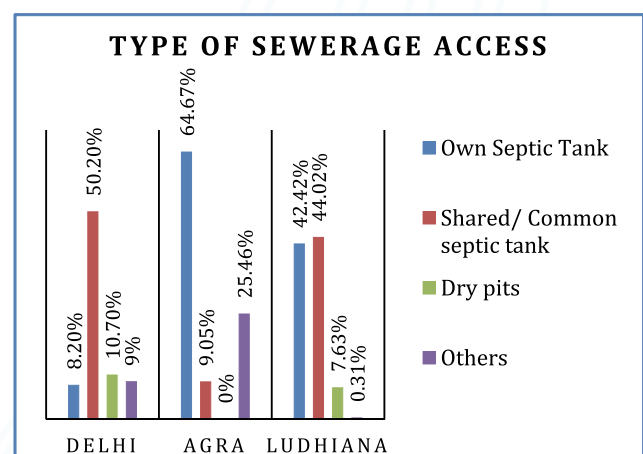 TYPE OF SEWERAGE ACCESS
8.20%
50.20%
10.70%
9%
64.67%
9.05%
0%
25.46%
42.42%
44.02%
7.63%
0.31%
DELHI
AGRA
LUDHIANA
Own Septic Tank
Shared/ Common
septic tank
Dry pits
Others